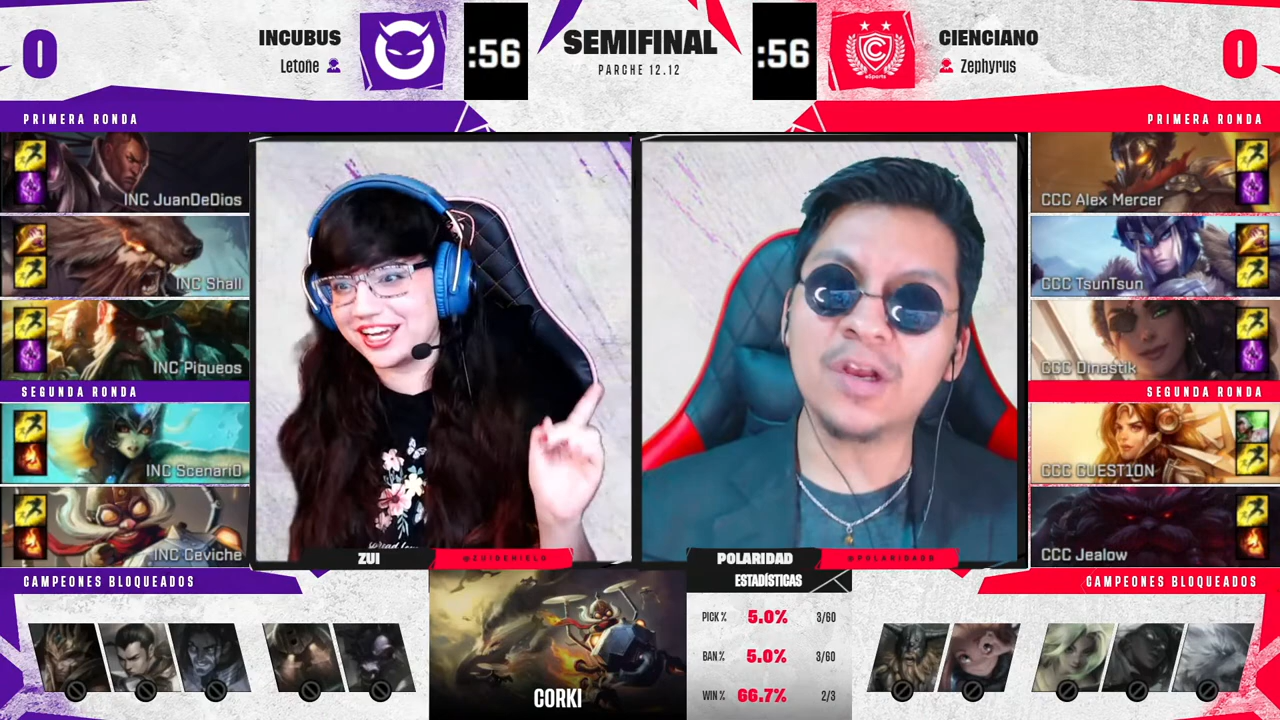 0
INCUBUS
Letone
:56
SEMIFINAL
PARCHE 12.12
:56
eSports
CIENCIANO
Zephyrus
0
PRIMERA RONDA
PRIMERA RONDA
INC JuanDeDios
INC Shall
INC Piqueos
SEGUNDA RONDA
INC Scenari0
INC Ceviche
CCC Alex Mercer
CCC TsunTsun
CCC Dinastik
SEGUNDA RONDA
CCC GUEST1ON
CCC Jealow
ZUI
POLARIDAD
CAMPEONES BLOQUEADOS
CAMPEONES BLOQUEADOS
CORKI
ESTADÍSTICAS
PICK % 5.0% 3/60
BAN % 5.0% 3/60
WIN % 66.7% 2/3